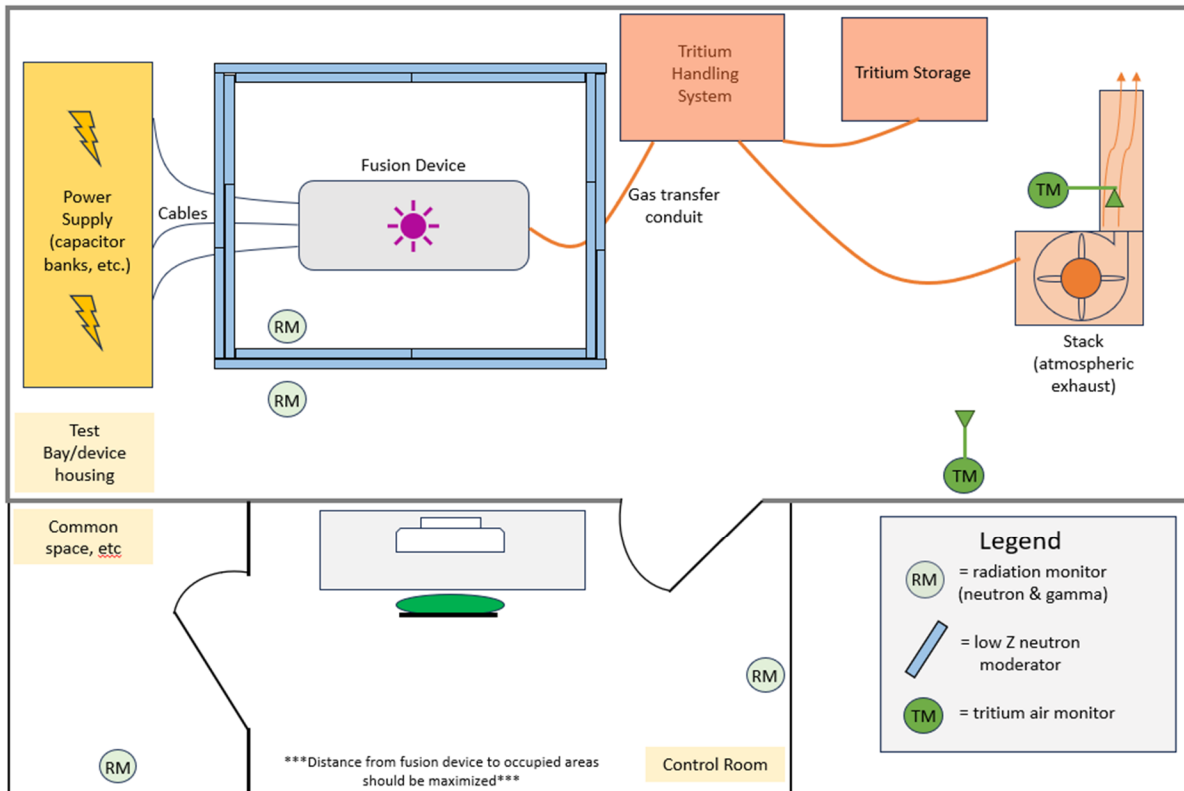 Tritium
Handling
System
Tritium Storage
Power
Supply
(capacitor
banks, etc.)
Cables
Fusion Device
Gas transfer
conduit
TM
RM
RM
Stack
(atmospheric
exhaust)
Test
Bay/device
housing
TM
Common
space, etc
RM
RM
***Distance from fusion device to occupied areas
should be maximized***
Control Room
Legend
RM
= radiation monitor
(neutron & gamma)
= low Z neutron
moderator
TM
= tritium air monitor